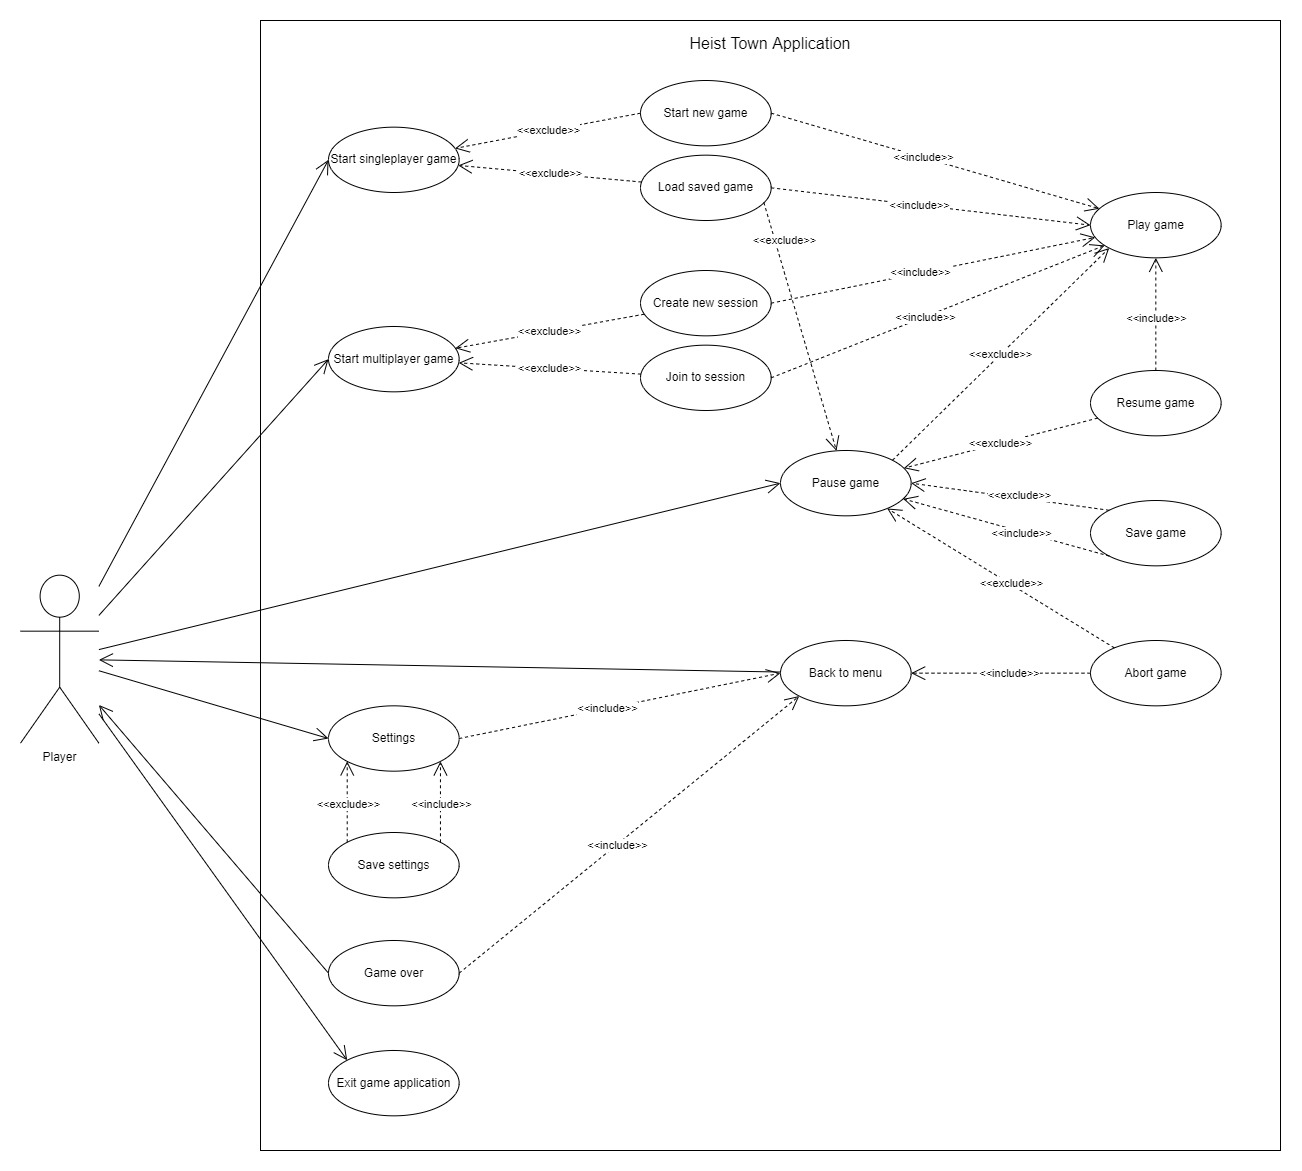 Heist Town Application
Start new game
<<exclude>>
Start singleplayer game
<<include>>
<<exclude>>
Load saved game
<<include>>
Play game
<<exclude>>
<<include>>
Create new session
<<include>>
<<include>>
<<exclude>>
Start multiplayer game
<<exclude>>
<<exclude>>
Join to session
Resume game
<<exclude>>
Pause game
<<exclude>>
<<include>>
Save game
<<exclude>>
Back to menu
<<include>>
Abort game
<<include>>
Settings
Player
<<exclude>>
<<include>>
<<include>>
Save settings
Game over
Exit game application